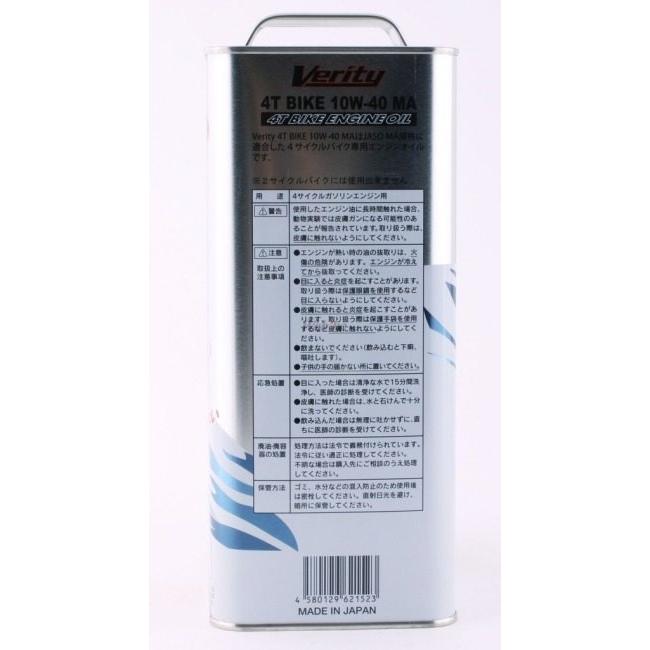 Verity
4T BIKE 10W-40 MA
4T BIKE ENGINE OIL
Verity 4T BIKE 10W-40 MAはJASO MA規格に
適合した4サイクルバイク専用エンジンオイル
です。
※2サイクルバイクには使用出来ません。
用 途 4サイクルガソリンエンジン用
⚠警告 使用したエンジン油に長時間触れた場合、
動物実験では皮膚ガンになる可能性のあ
ることが報告されています。取り扱う際は、
皮膚に触れないようにしてください。
⚠注意
取扱上の
注意事項
●エンジンが熱い時の油の抜取りは、火
傷の危険があります。エンジンが冷え
てから抜取ってください。
●目に入ると炎症を起こすことがあります。
取り扱う際は保護眼鏡を使用するなど
目に入らないようにしてください。
●皮膚に触れると炎症を起こすことがあ
ります。取り扱う際は保護手袋を使用
するなど皮膚に触れないようにしてく
ださい。
●飲まないでください(飲み込むと下痢、
嘔吐します)。
●子供の手の届かない所に置いてください。
応急処置 ●目に入った場合は清浄な水で15分間洗
浄し、医師の診断を受けてください。
●皮膚に触れた場合は、水と石けんで十分
に洗ってください。
●飲み込んだ場合は無理に吐かせずに、直
ちに医師の診断を受けてください。
廃油・廃容
器の処置
処理方法は法令で義務付けられています。
法令に従い適正に処理してください。
不明な場合は購入先にご相談のうえ処理
してください。
保管方法 ゴミ、水分などの混入防止のため使用後
は密栓してください。直射日光を避け、
暗所に保管してください。
4 580129 621523
MADE IN JAPAN